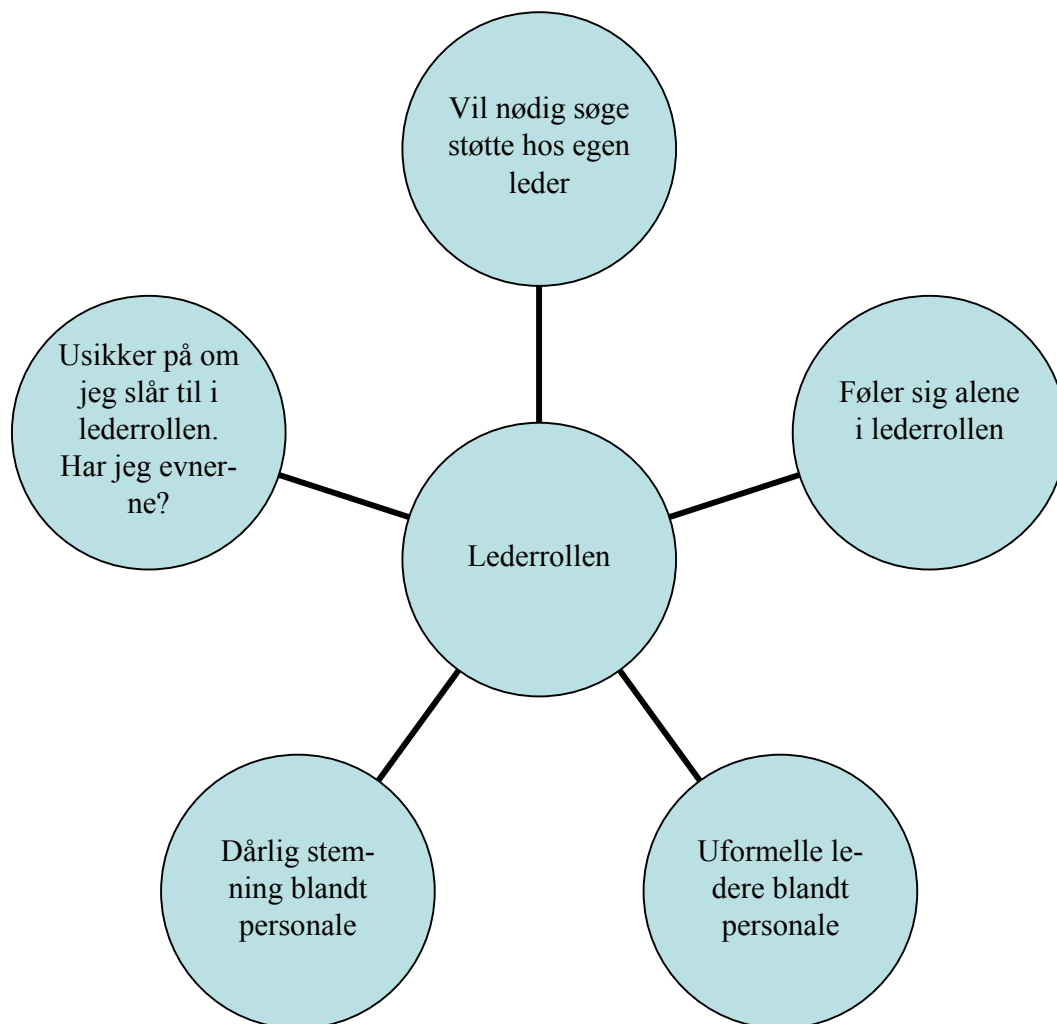 Vil nødig søge
støtte hos egen
leder
Usikker på om
jeg slår til i
lederrollen.
Har jeg evner-
ne?
Føler sig alene
i lederrollen
Lederrollen
Dårlig stem-
ning blandt
personale
Uformelle le-
dere blandt
personale